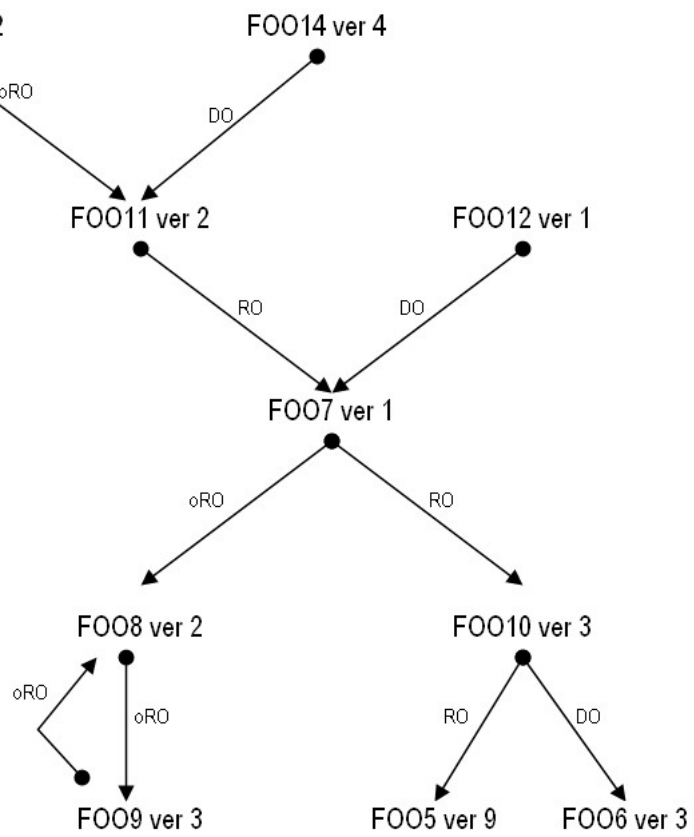 2
FOO14 ver 4
oRO
DO
FOO11 ver 2
FOO12 ver 1
RO
DO
FOO7 ver 1
oRO
RO
FOO8 ver 2
FOO10 ver 3
oRO
oRO
RO
DO
FOO9 ver 3
FOO5 ver 9
FOO6 ver 3